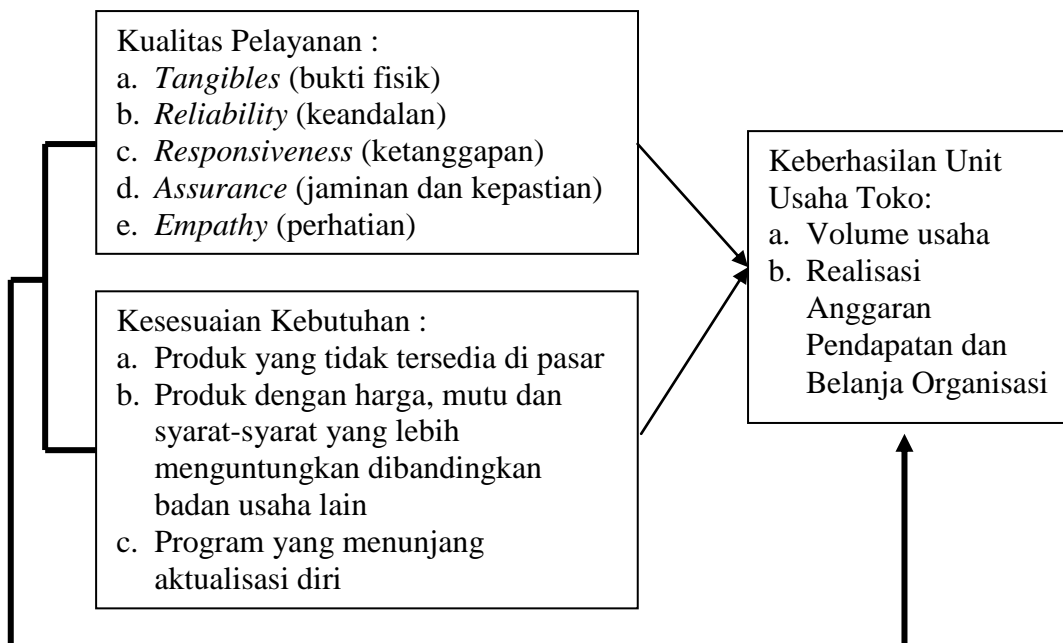 Kualitas Pelayanan :
a. Tangibles (bukti fisik)
b. Reliability (keandalan)
c. Responsiveness (ketanggapan)
d. Assurance (jaminan dan kepastian)
e. Empathy (perhatian)
Kesesuaian Kebutuhan :
a. Produk yang tidak tersedia di pasar
b. Produk dengan harga, mutu dan
syarat-syarat yang lebih
menguntungkan dibandingkan
badan usaha lain
c. Program yang menunjang
aktualisasi diri
Keberhasilan Unit
Usaha Toko:
a. Volume usaha
b. Realisasi
Anggaran
Pendapatan dan
Belanja Organisasi